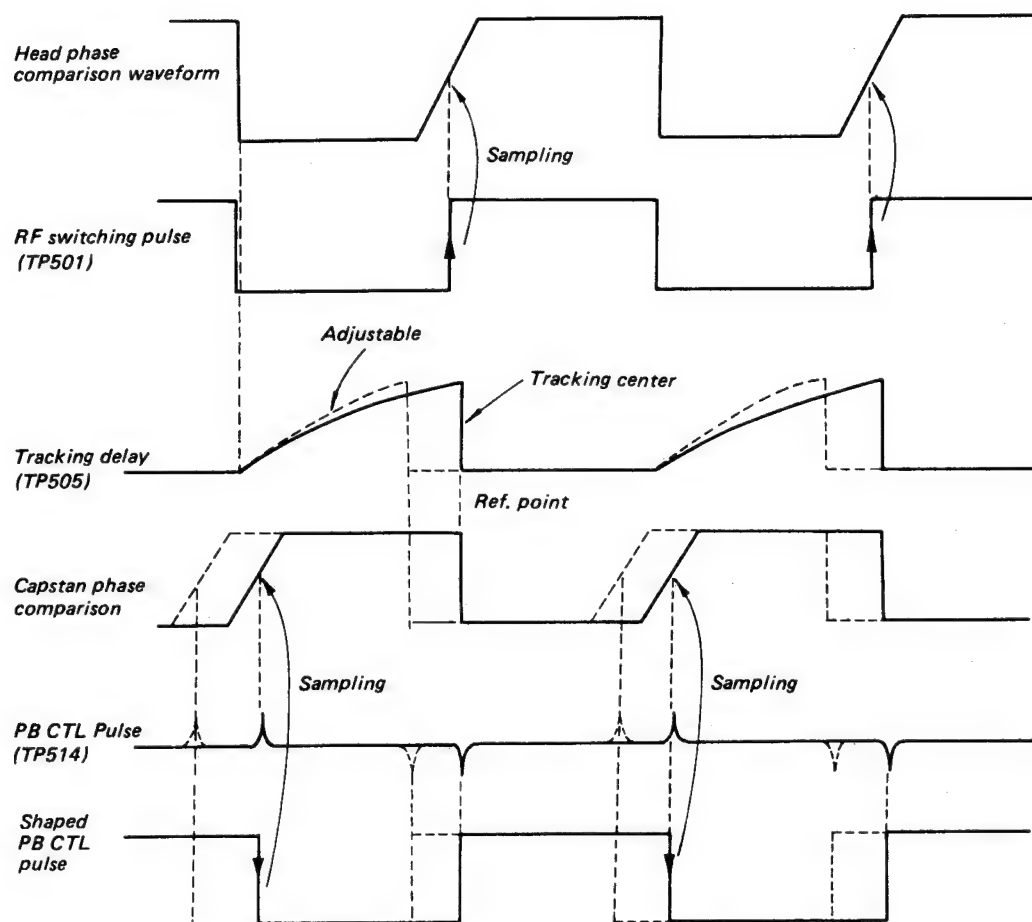 Head phase
comparison waveform
Sampling
RF switching pulse
(TP501)
Adjustable
Tracking center
Tracking delay
(TP505)
Ref. point
Capstan phase
comparison
Sampling
Sampling
PB CTL Pulse
(TP514)
Shaped
PB CTL
pulse